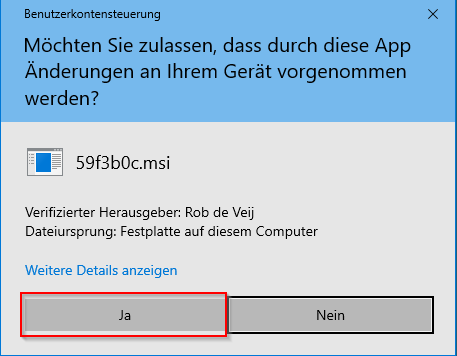 Benutzerkontensteuerung
Möchten Sie zulassen, dass durch diese App
Änderungen an Ihrem Gerät vorgenommen
werden?
59f3b0c.msi
Verifizierter Herausgeber: Rob de Veij
Dateiursprung: Festplatte auf diesem Computer
Weitere Details anzeigen
Ja
Nein